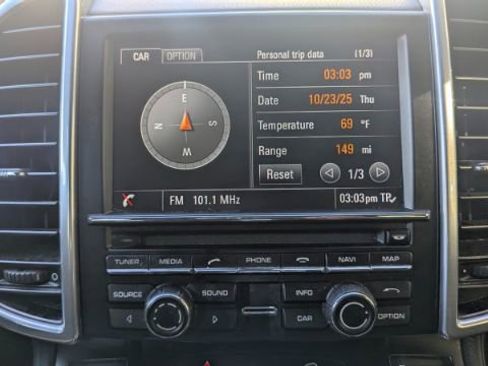 CAR OPTION Personal trip data (1/3)
Time 03:03 pm
Date 10/23/25 Thu
Temperature 69 °F
Range 149 mi
Reset 1/3
E
N S
W
FM 101.1 MHz 03:03pm TP
TUNER MEDIA PHONE NAVI MAP
SOURCE SOUND INFO
CAR OPTION